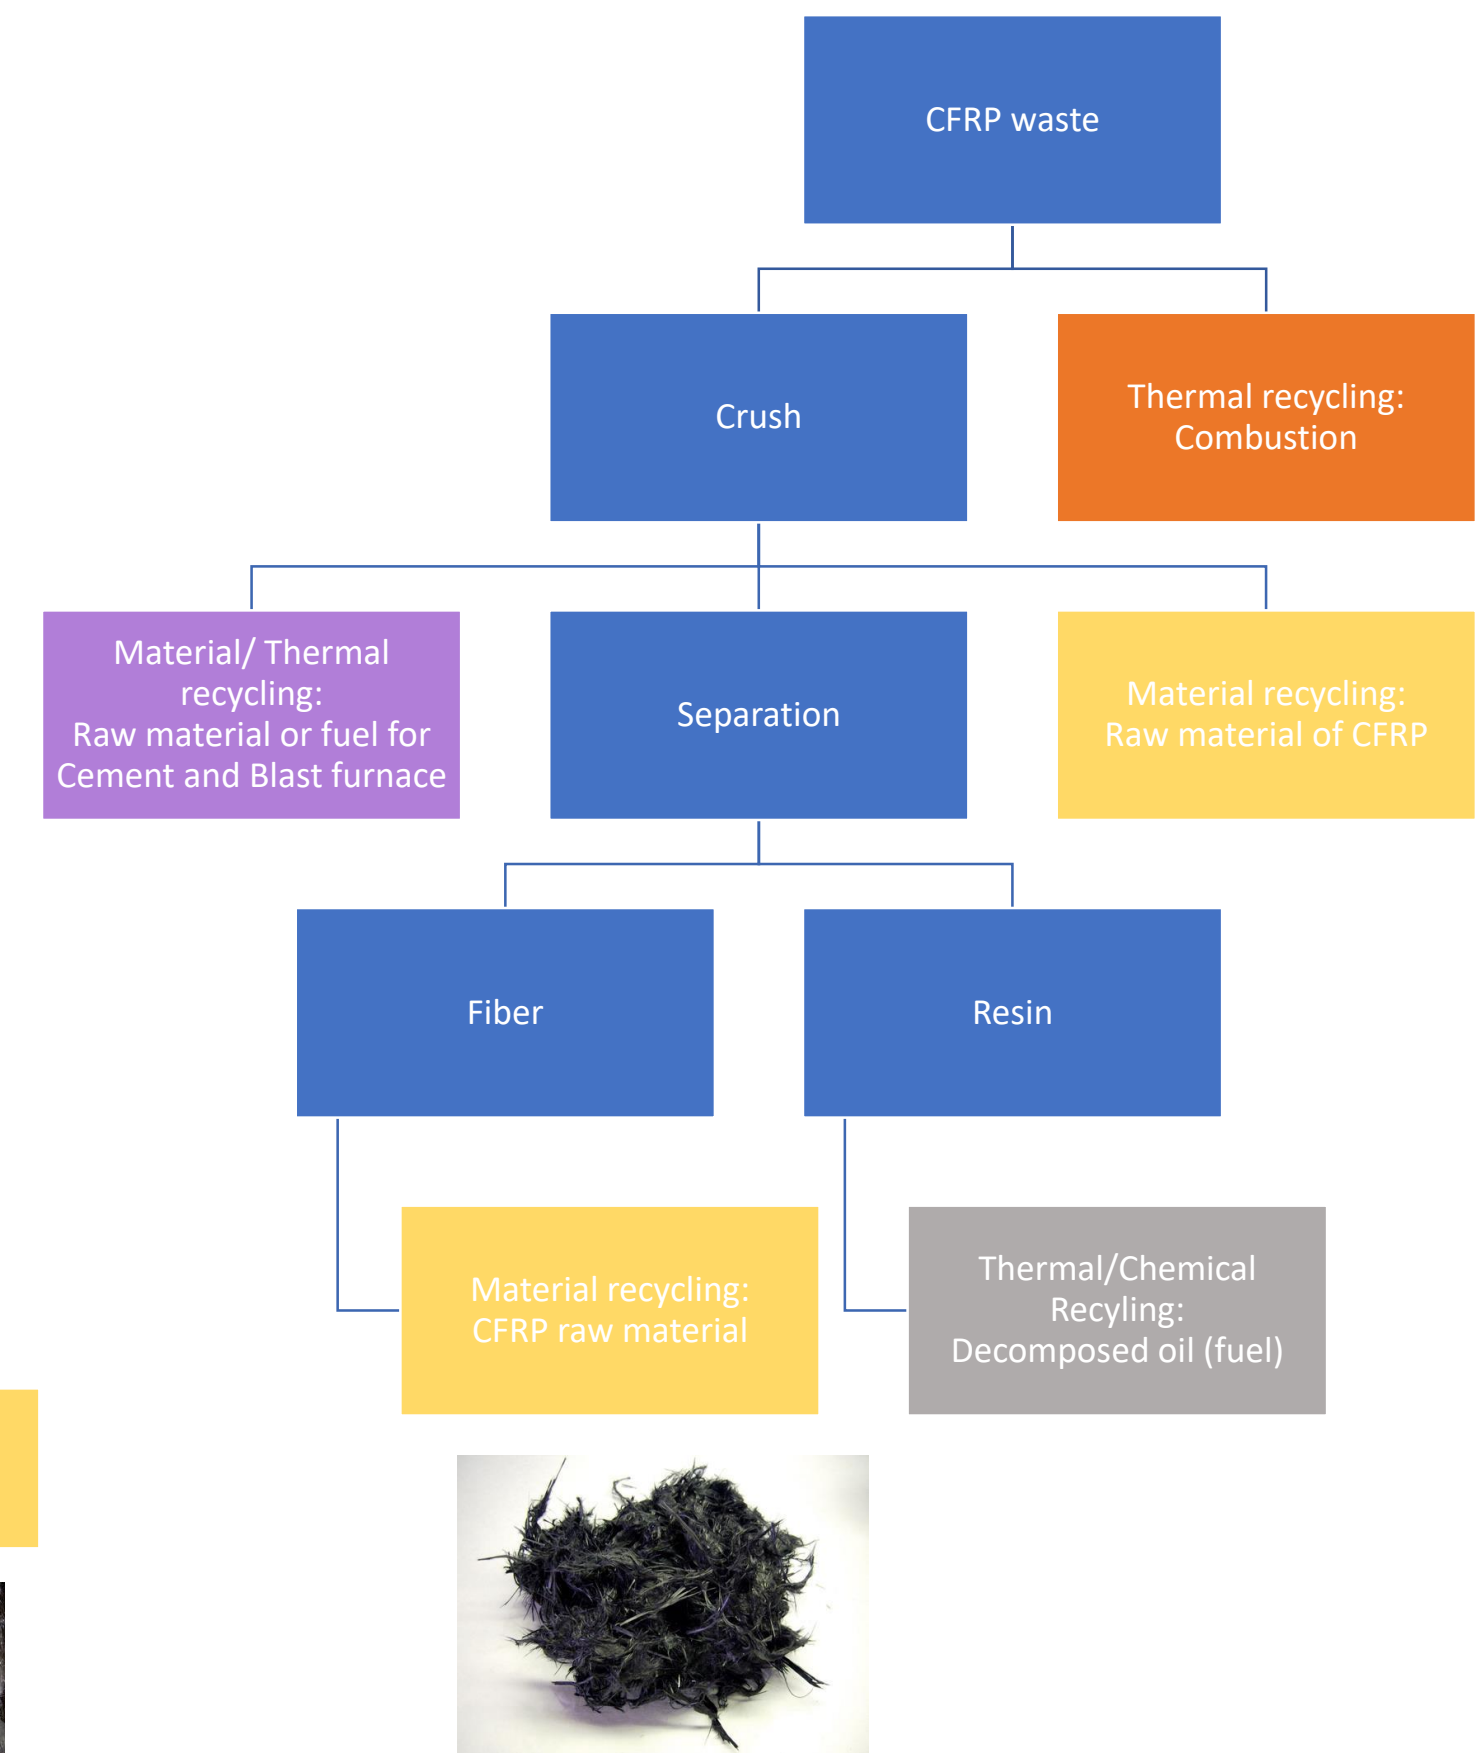 CFRP waste
Crush
Thermal recycling:
Combustion
Material/ Thermal
recycling:
Raw material or fuel for
Cement and Blast furnace
Separation
Material recycling:
Raw material of CFRP
Fiber
Resin
Material recycling:
CFRP raw material
Thermal/Chemical
Recyling:
Decomposed oil (fuel)